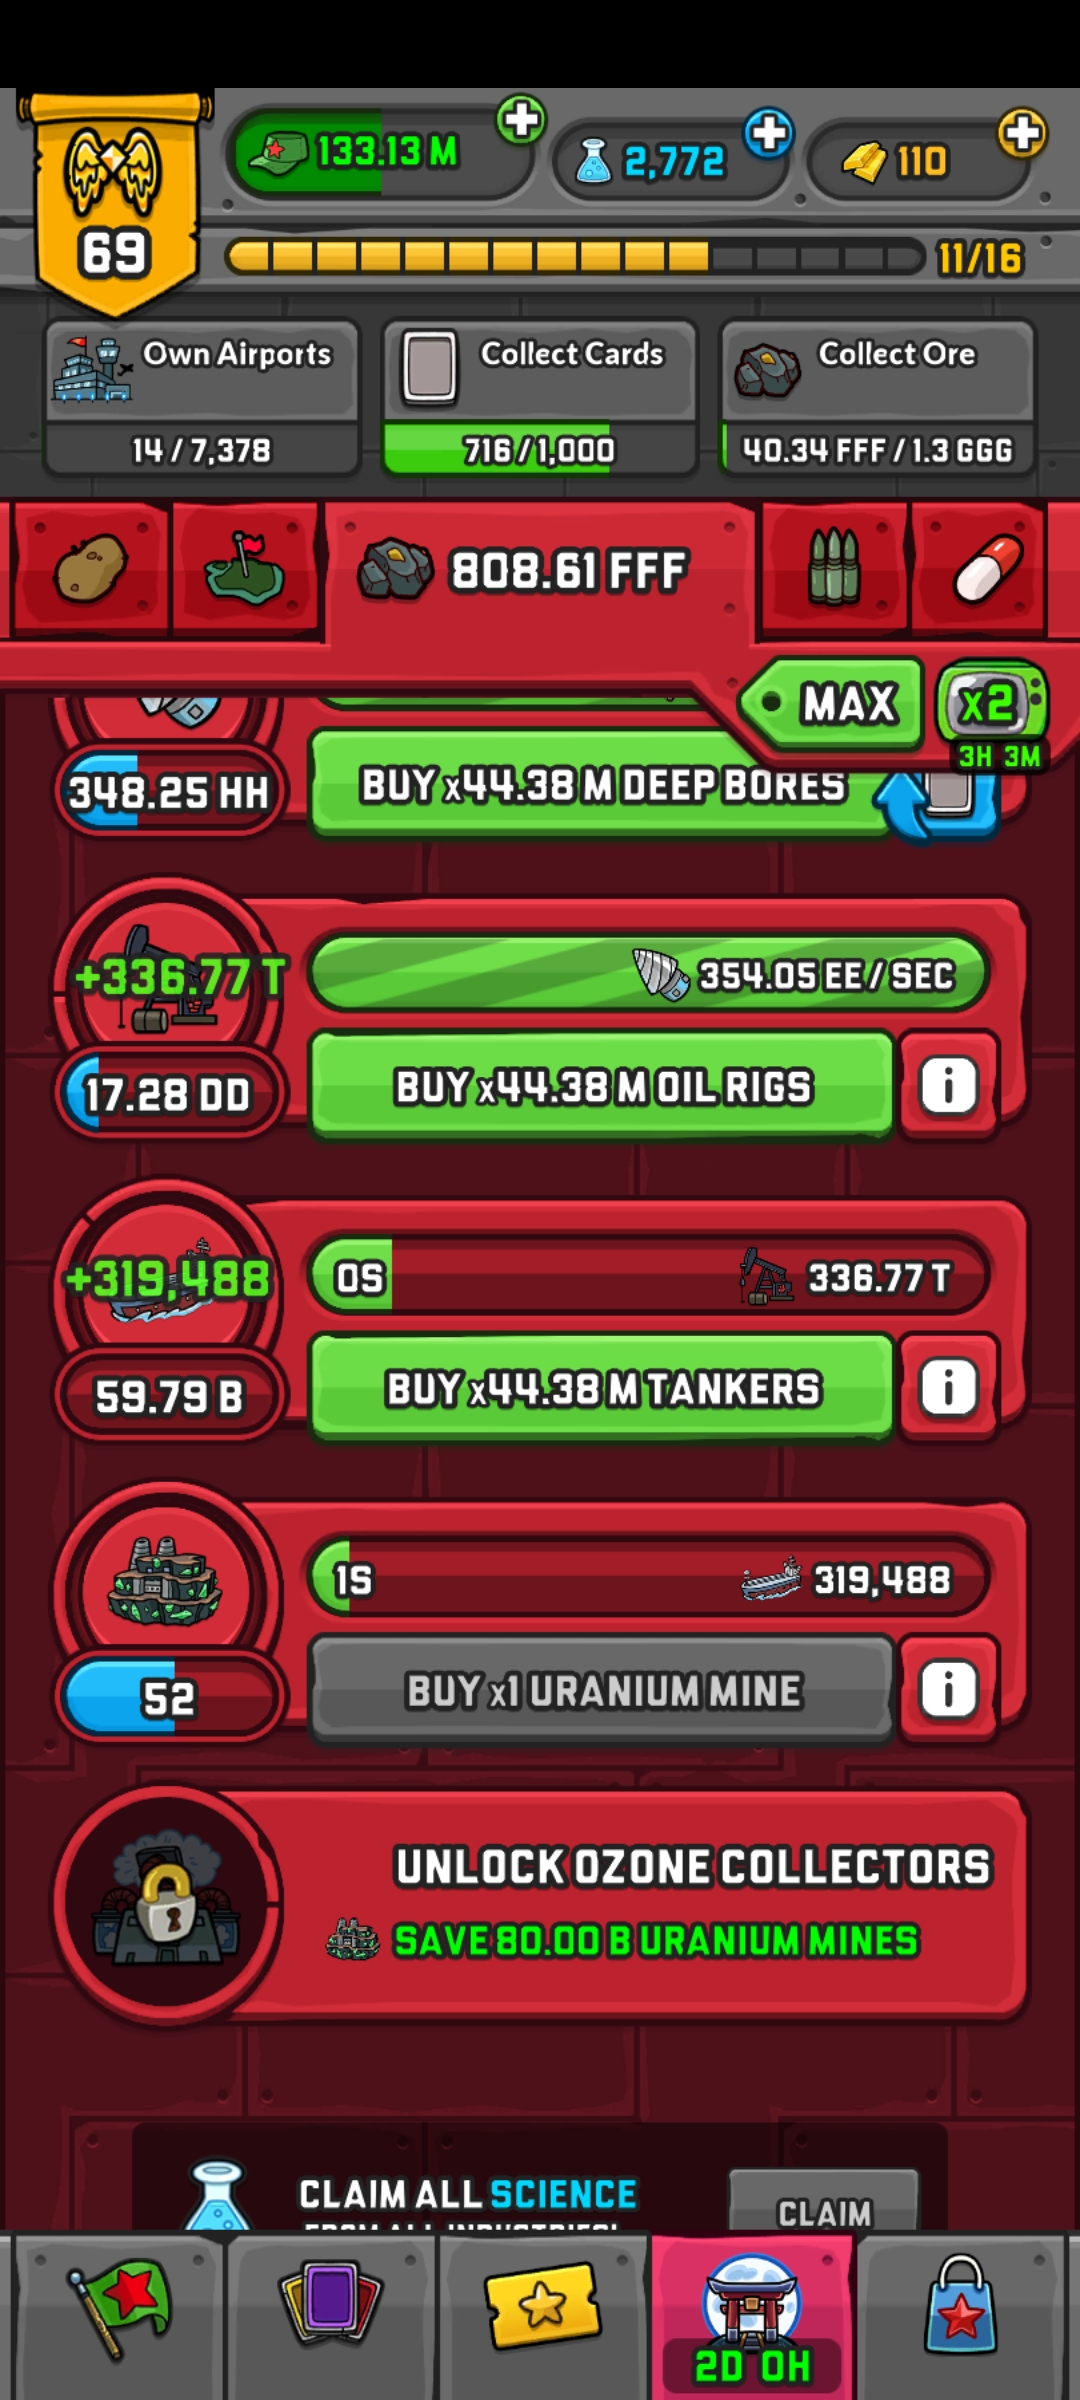 133.13 M
2,772
110
69
11/16
Own Airports
14 / 7,378
Collect Cards
716 / 1,000
Collect Ore
40.34 FFF / 1.3 GGG
808.61 FFF
MAX
x2
3H 3M
348.25 HH
BUY x44.38 M DEEP BORES
+336.77 T
354.05 EE / SEC
17.28 DD
BUY x44.38 M OIL RIGS
i
+319,488
0S
336.77 T
59.79 B
BUY x44.38 M TANKERS
i
1S
319,488
52
BUY x1 URANIUM MINE
i
UNLOCK OZONE COLLECTORS
SAVE 80.00 B URANIUM MINES
CLAIM ALL SCIENCE
FROM ALL INDUSTRIES!
CLAIM
2D 0H